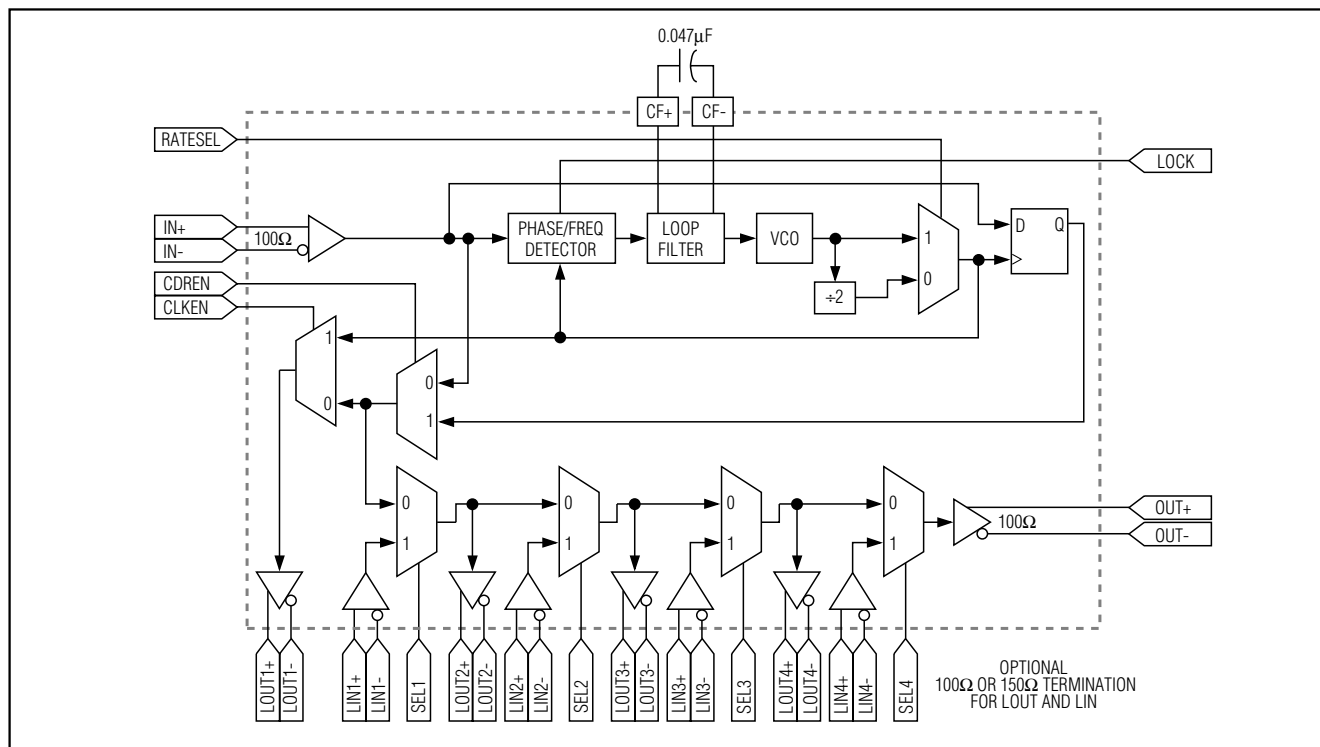 0.047µF
CF+ CF-
RATESEL
LOCK
IN+
IN-
100Ω
PHASE/FREQ
DETECTOR
LOOP
FILTER
VCO
÷2
1
0
D Q
CDREN
CLKEN
1
0
0
1
0
1
0
1
0
1
0
1
100Ω
OUT+
OUT-
LOUT1+
LOUT1-
LIN1+
LIN1-
SEL1
LOUT2+
LOUT2-
LIN2+
LIN2-
SEL2
LOUT3+
LOUT3-
LIN3+
LIN3-
SEL3
LOUT4+
LOUT4-
LIN4+
LIN4-
SEL4
OPTIONAL
100Ω OR 150Ω TERMINATION
FOR LOUT AND LIN